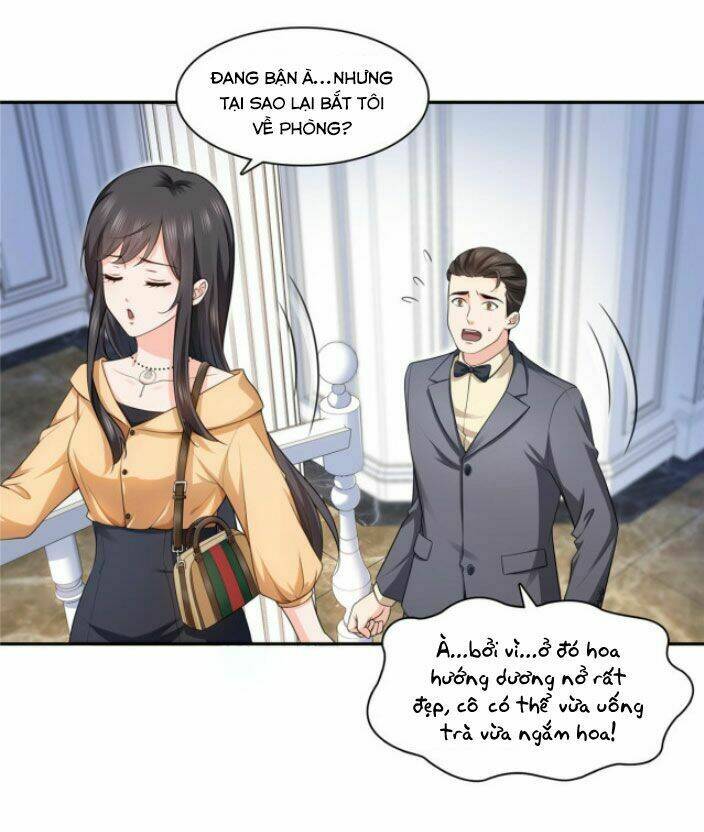 ĐANG BẬN À...NHƯNG
TẠI SAO LẠI BẮT TÔI
VỀ PHÒNG?
À...bởi vì...ở đó hoa
hướng dương nở rất
đẹp, cô có thể vừa uống
trà vừa ngắm hoa!